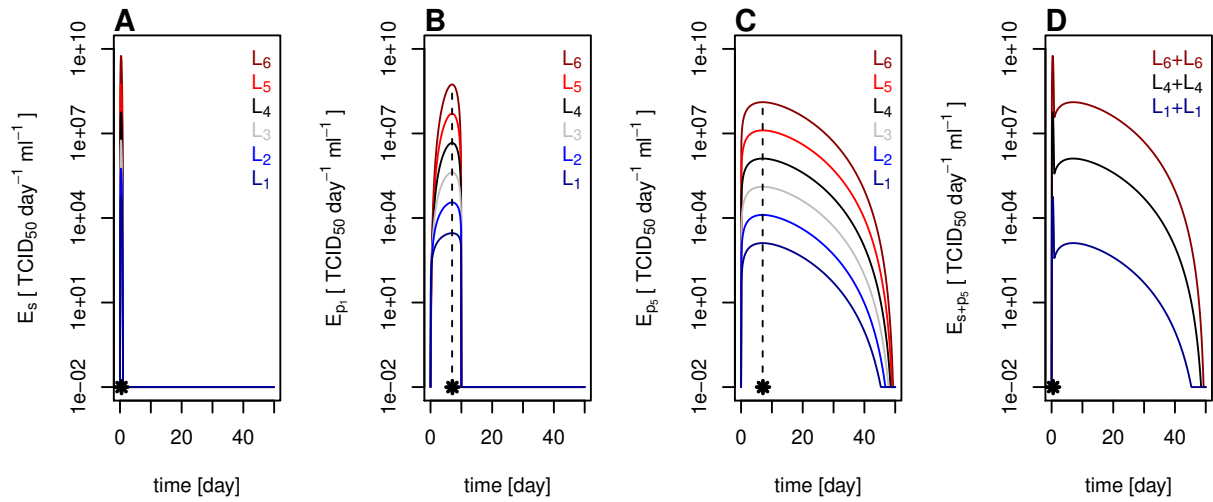 A
E_s [ TCID_50 day^−1 ml^−1 ]
1e−02 1e+01 1e+04 1e+07 1e+10
L_6
L_5
L_4
L_3
L_2
L_1
0 20 40
time [day]
B
E_p_1 [ TCID_50 day^−1 ml^−1 ]
1e−02 1e+01 1e+04 1e+07 1e+10
L_6
L_5
L_4
L_3
L_2
L_1
0 20 40
time [day]
C
E_p_5 [ TCID_50 day^−1 ml^−1 ]
1e−02 1e+01 1e+04 1e+07 1e+10
L_6
L_5
L_4
L_3
L_2
L_1
0 20 40
time [day]
D
E_s+p_5 [ TCID_50 day^−1 ml^−1 ]
1e−02 1e+01 1e+04 1e+07 1e+10
L_6+L_6
L_4+L_4
L_1+L_1
0 20 40
time [day]